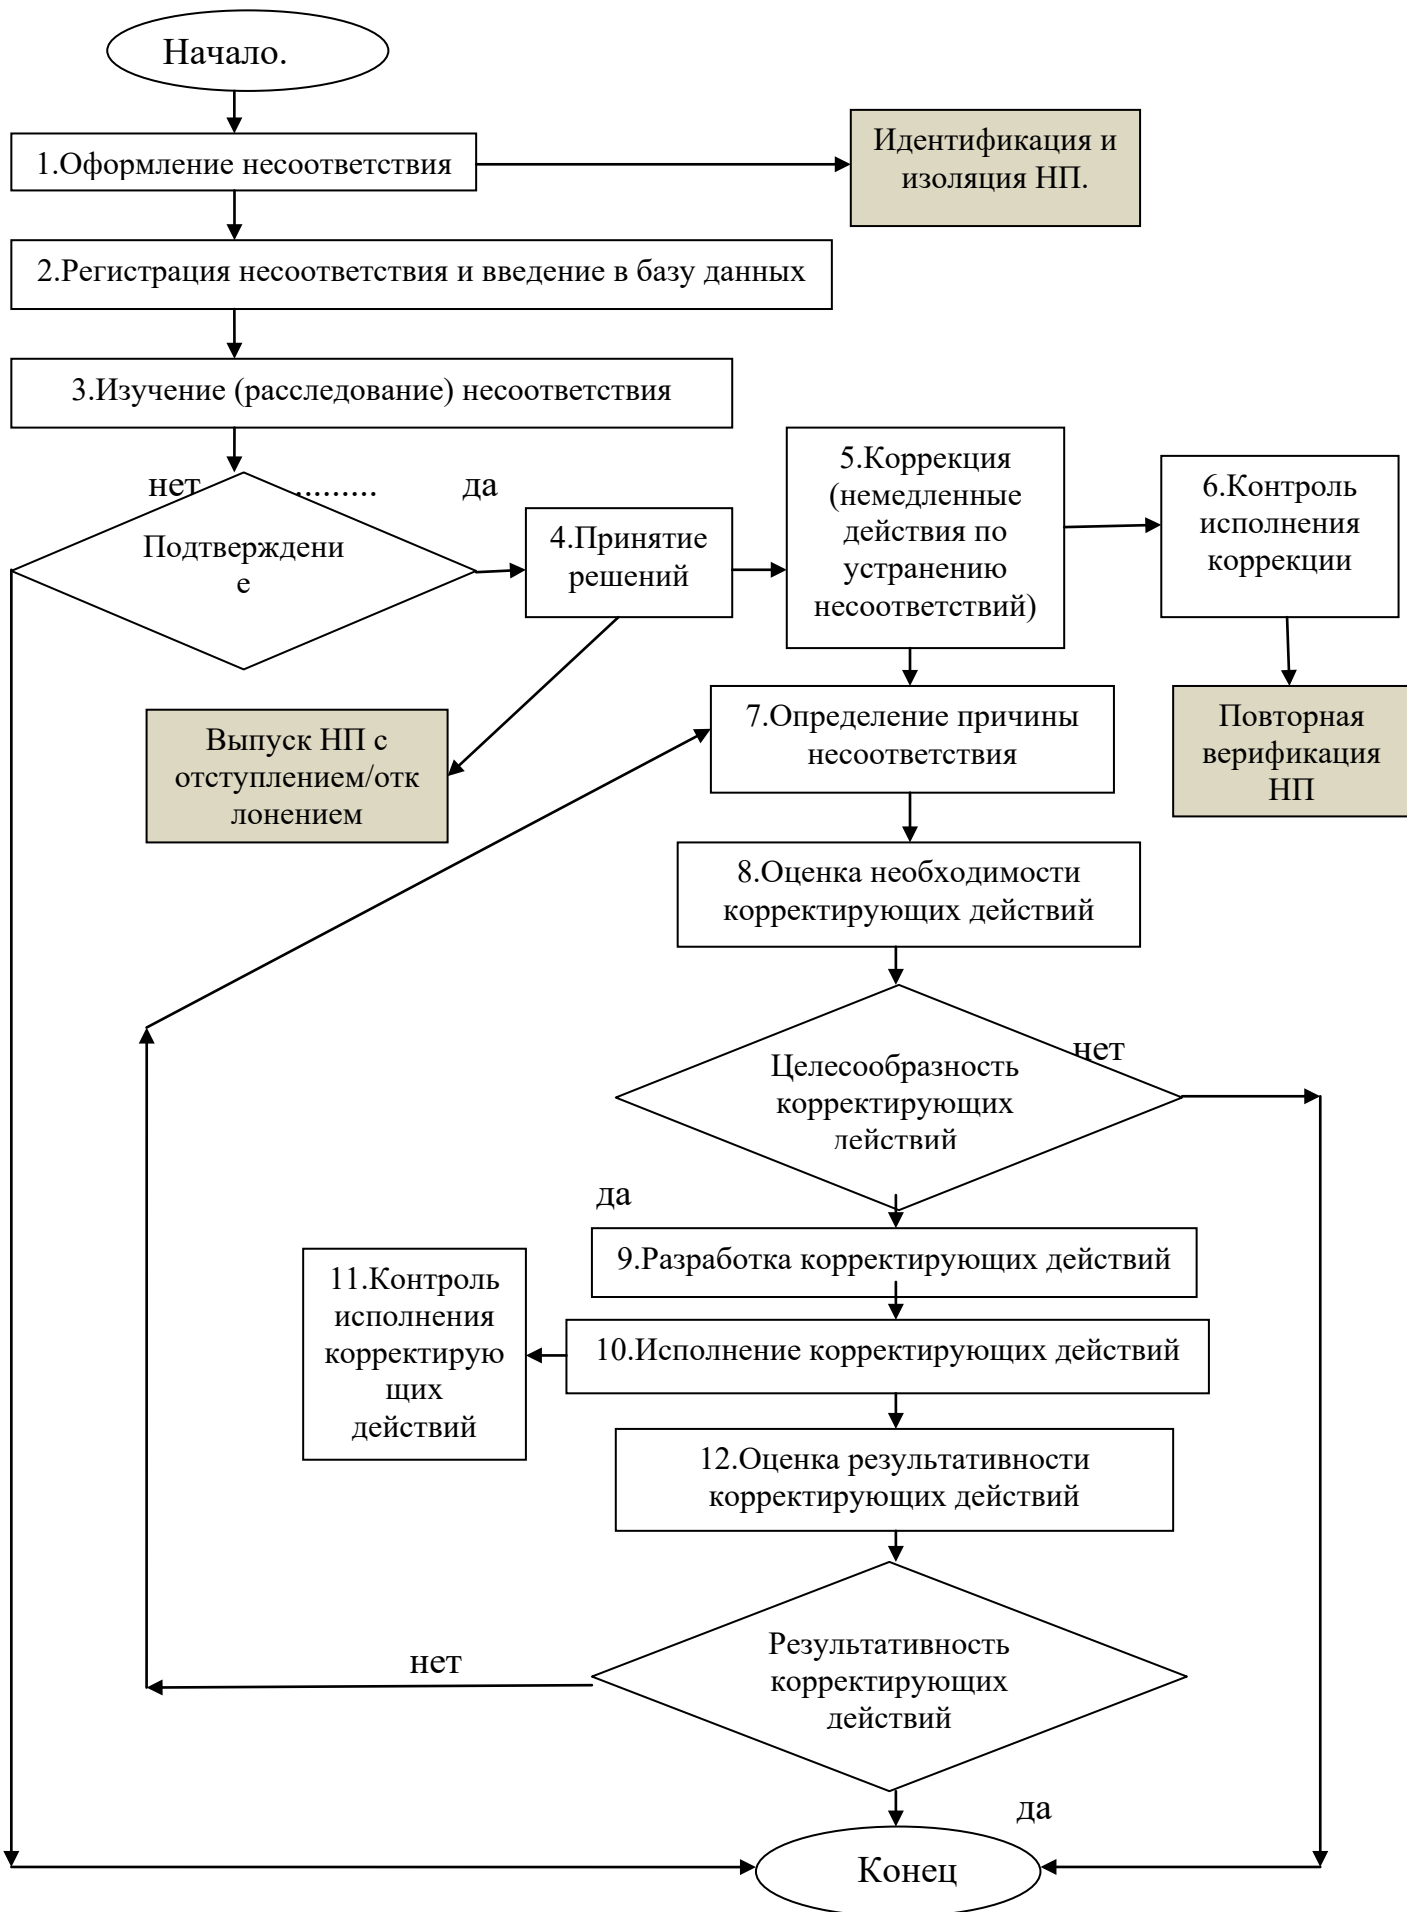 Начало.
1.Оформление несоответствия
Идентификация и
изоляция НП.
2.Регистрация несоответствия и введение в базу данных
3.Изучение (расследование) несоответствия
нет
.........
да
Подтверждени
е
4.Принятие
решений
5.Коррекция
(немедленные
действия по
устранению
несоответствий)
6.Контроль
исполнения
коррекции
Выпуск НП с
отступлением/отк
лонением
7.Определение причины
несоответствия
Повторная
верификация
НП
8.Оценка необходимости
корректирующих действий
Целесообразность
корректирующих
действий
нет
да
9.Разработка корректирующих действий
11.Контроль
исполнения
корректирую
щих
действий
10.Исполнение корректирующих действий
12.Оценка результативности
корректирующих действий
Результативность
корректирующих
действий
нет
да
Конец